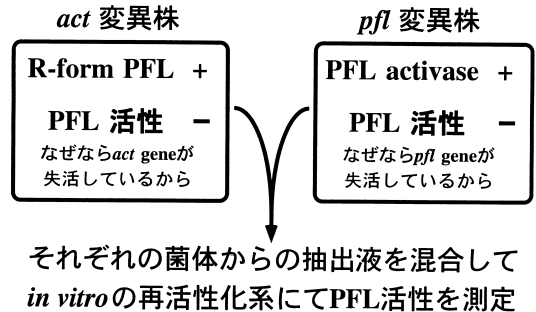 act 変異株
R-form PFL +
PFL 活性 −
なぜならact geneが
失活しているから
pfl 変異株
PFL activase +
PFL 活性 −
なぜならpfl geneが
失活しているから
それぞれの菌体からの抽出液を混合して
in vitroの再活性化系にてPFL活性を測定